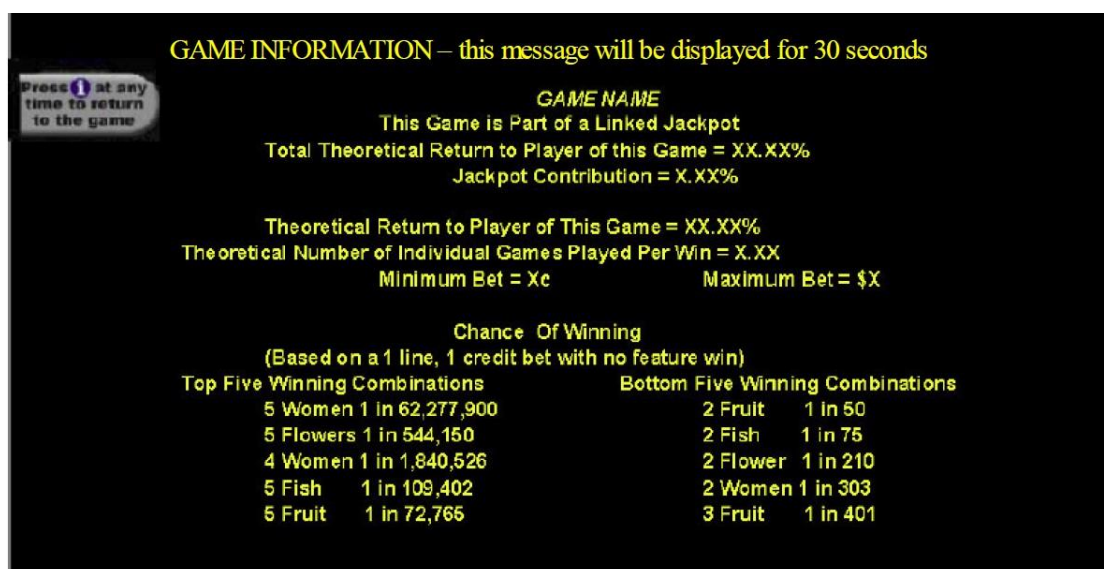 GAME INFORMATION – this message will be displayed for 30 seconds
Press i at any
time to return
to the game
GAME NAME
This Game is Part of a Linked Jackpot
Total Theoretical Return to Player of this Game = XX.XX%
Jackpot Contribution = X.XX%
Theoretical Return to Player of This Game = XX.XX%
Theoretical Number of Individual Games Played Per Win = X.XX
Minimum Bet = Xc Maximum Bet = $X
Chance Of Winning
(Based on a 1 line, 1 credit bet with no feature win)
Top Five Winning Combinations Bottom Five Winning Combinations
5 Women 1 in 62,277,900 2 Fruit 1 in 50
5 Flowers 1 in 544,150 2 Fish 1 in 75
4 Women 1 in 1,840,526 2 Flower 1 in 210
5 Fish 1 in 109,402 2 Women 1 in 303
5 Fruit 1 in 72,765 3 Fruit 1 in 401